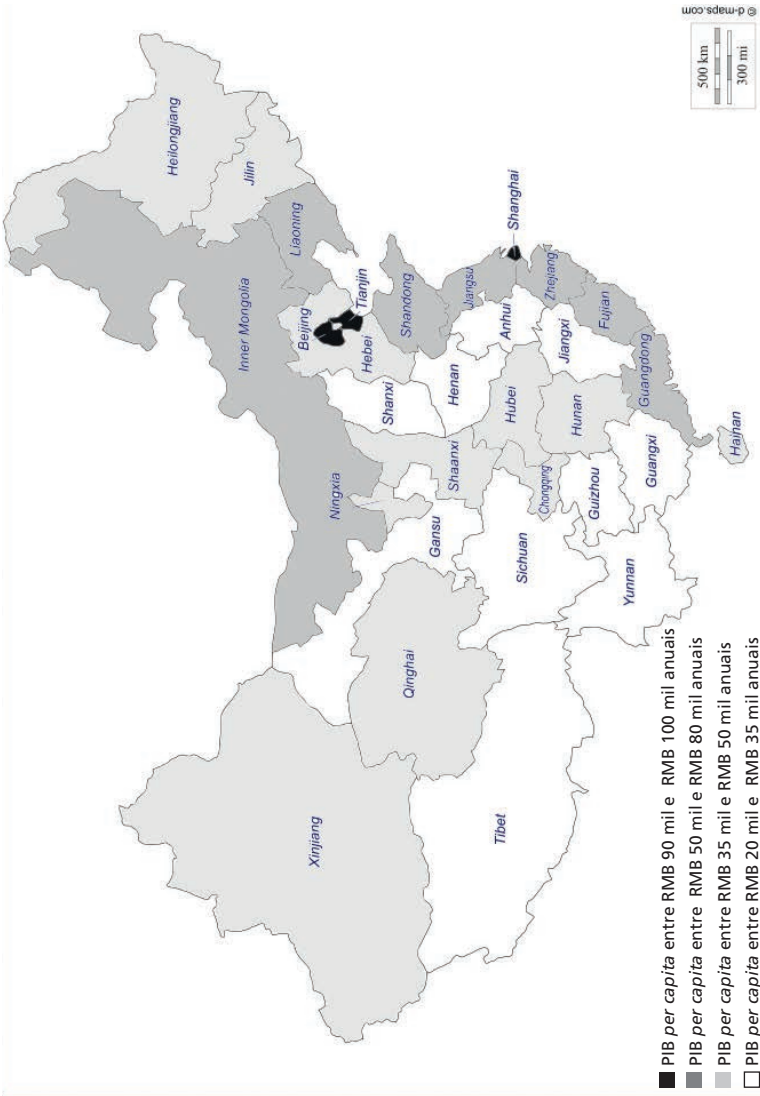 Heilongjiang
Jilin
Liaoning
Inner Mongolia
Beijing
Tianjin
Hebei
Shandong
Shanxi
Ningxia
Shaanxi
Henan
Jiangsu
Shanghai
Anhui
Zhejiang
Hubei
Chongqing
Gansu
Qinghai
Xinjiang
Tibet
Sichuan
Hunan
Jiangxi
Fujian
Guangdong
Guizhou
Guangxi
Yunnan
Hainan
500 km
300 mi
© d-maps.com
PIB per capita entre RMB 90 mil e RMB 100 mil anuais
PIB per capita entre RMB 50 mil e RMB 80 mil anuais
PIB per capita entre RMB 35 mil e RMB 50 mil anuais
PIB per capita entre RMB 20 mil e RMB 35 mil anuais